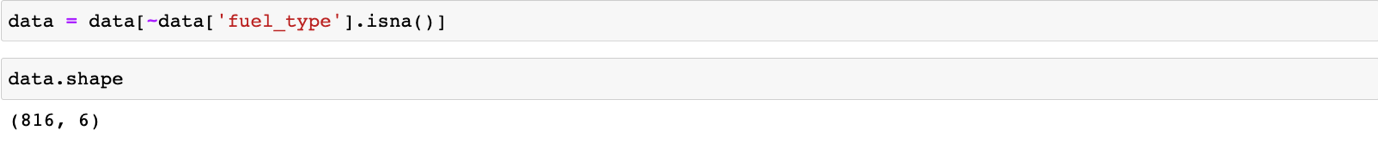 data = data[~data['fuel_type'].isna()]
data.shape
(816, 6)